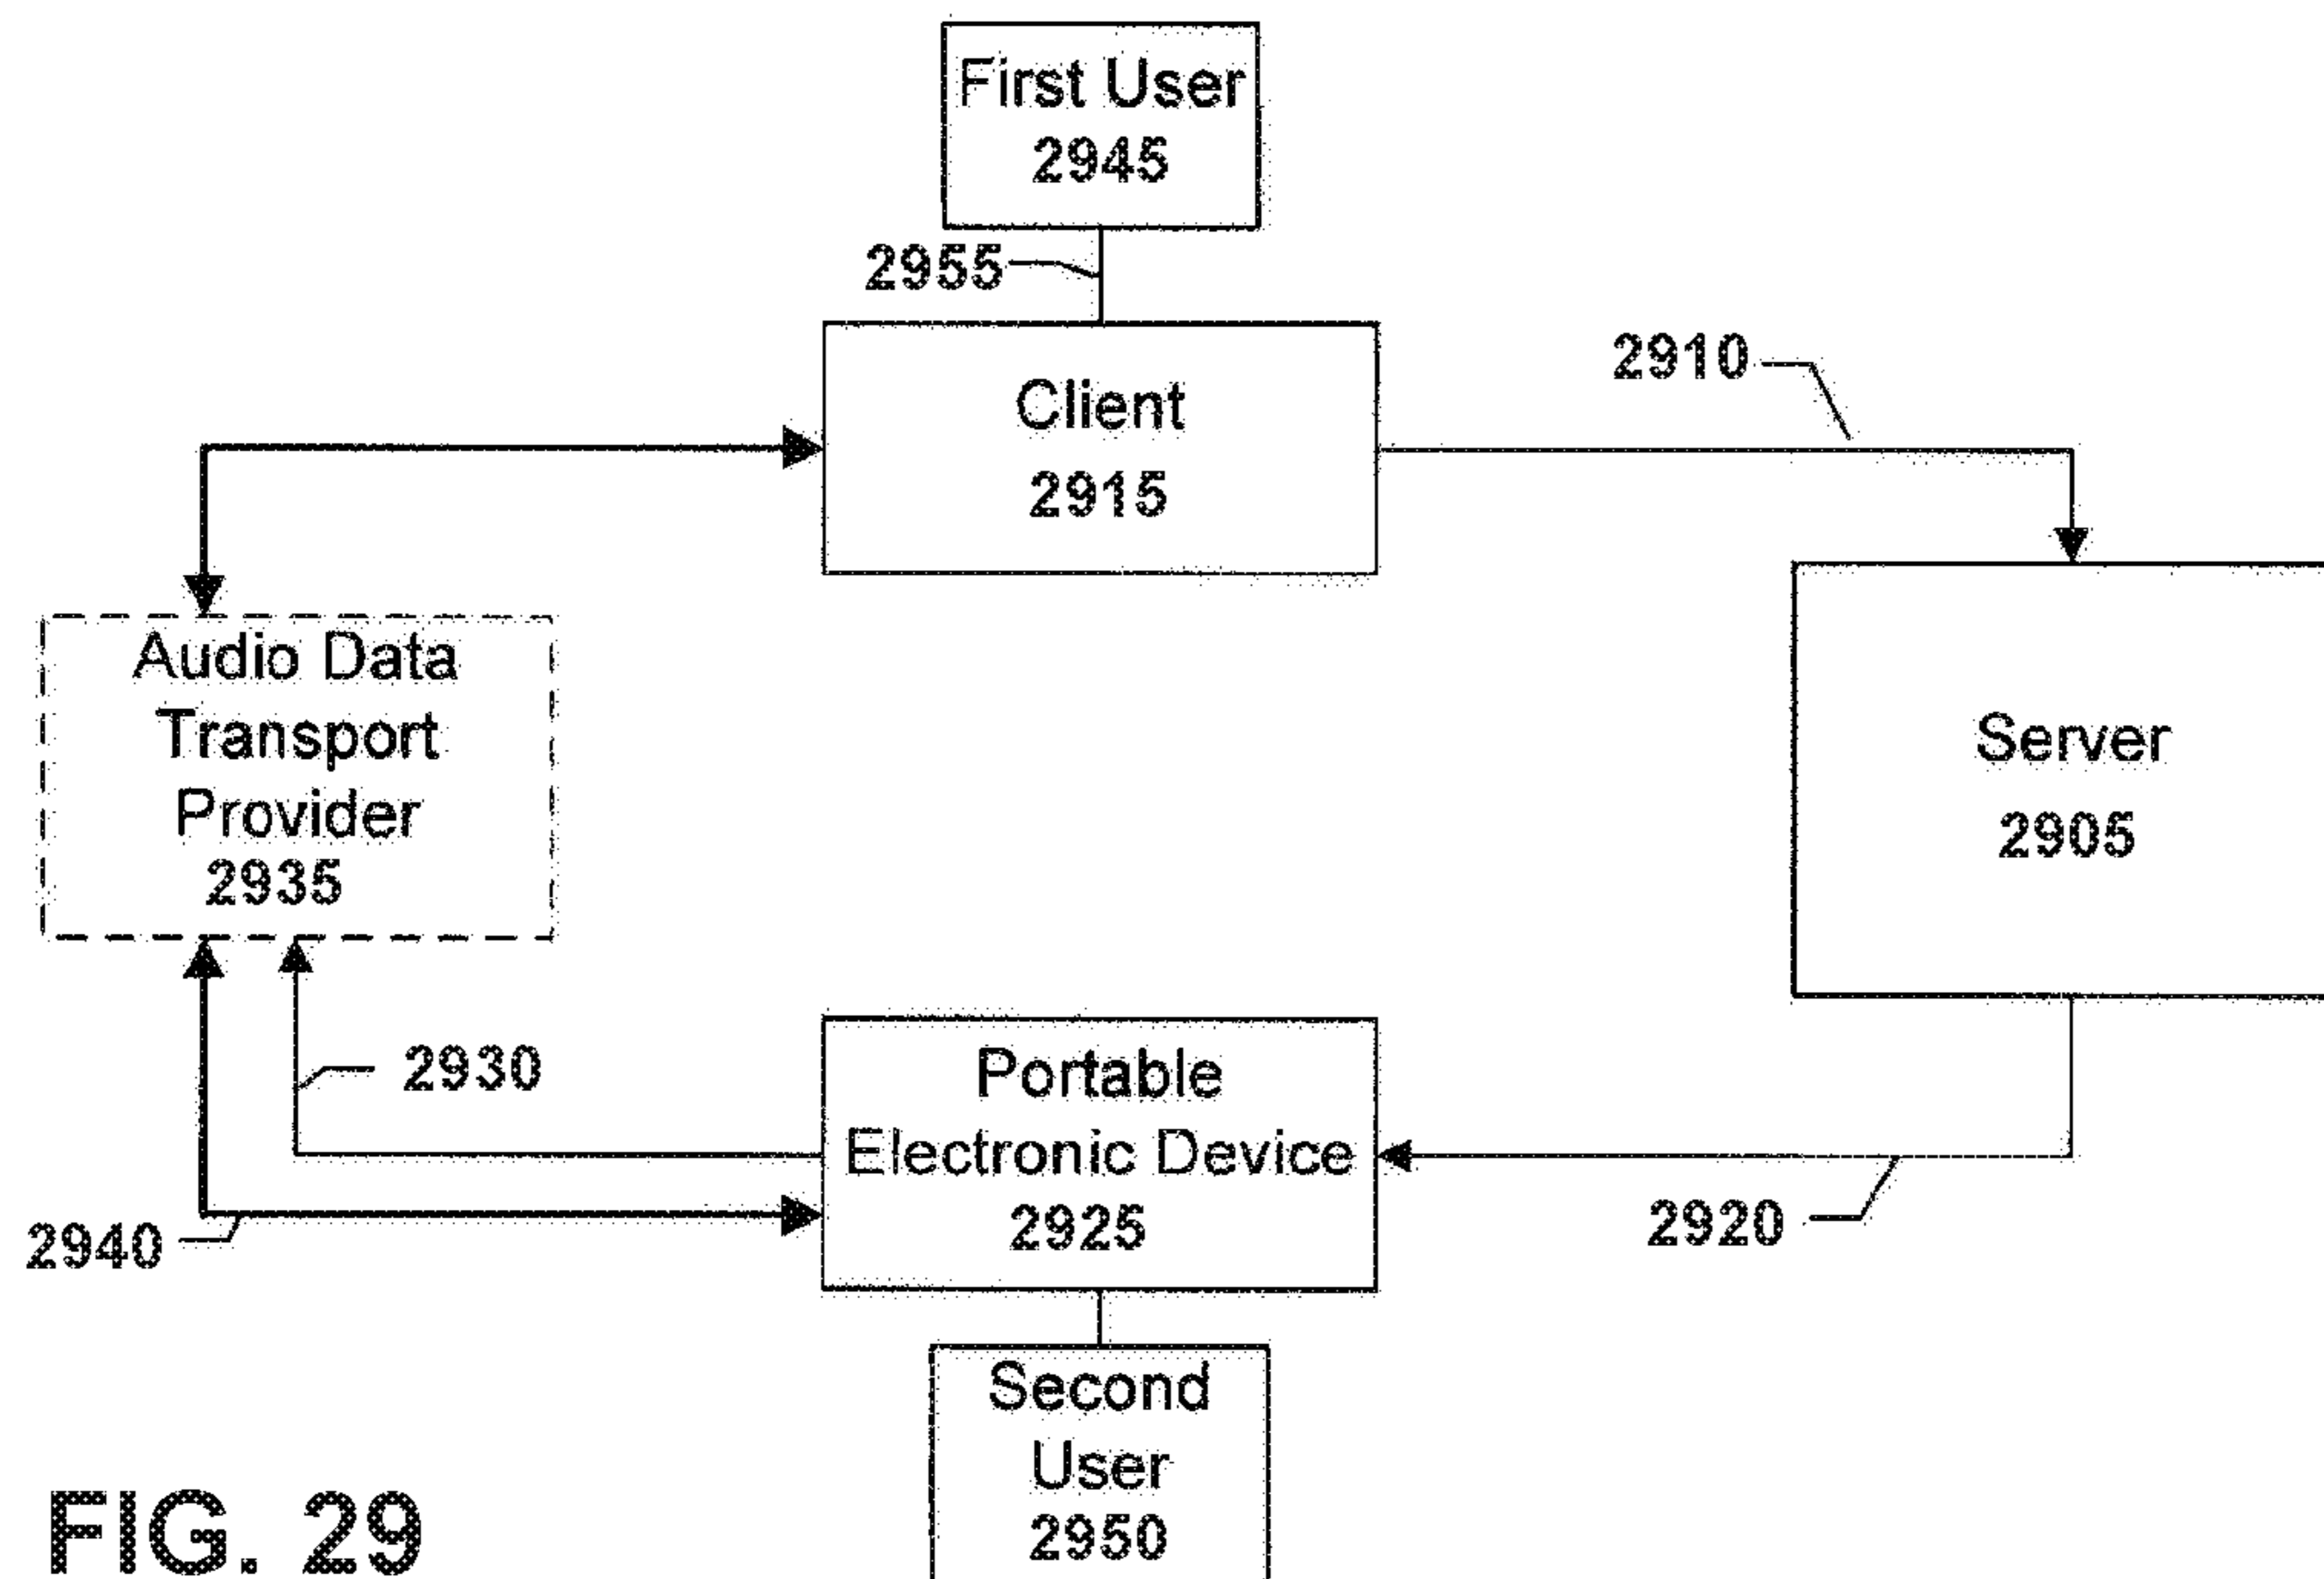 First User
2945
2955
Client
2915
2910
Audio Data
Transport
Provider
2935
Server
2905
2930
Portable
Electronic Device
2925
2940
2920
Second
User
2950
FIG. 29